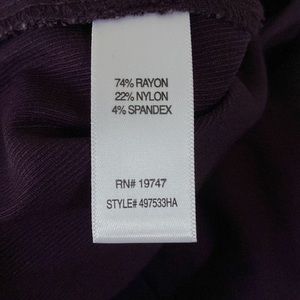 74% RAYON
22% NYLON
4% SPANDEX
RN# 19747
STYLE# 497533HA